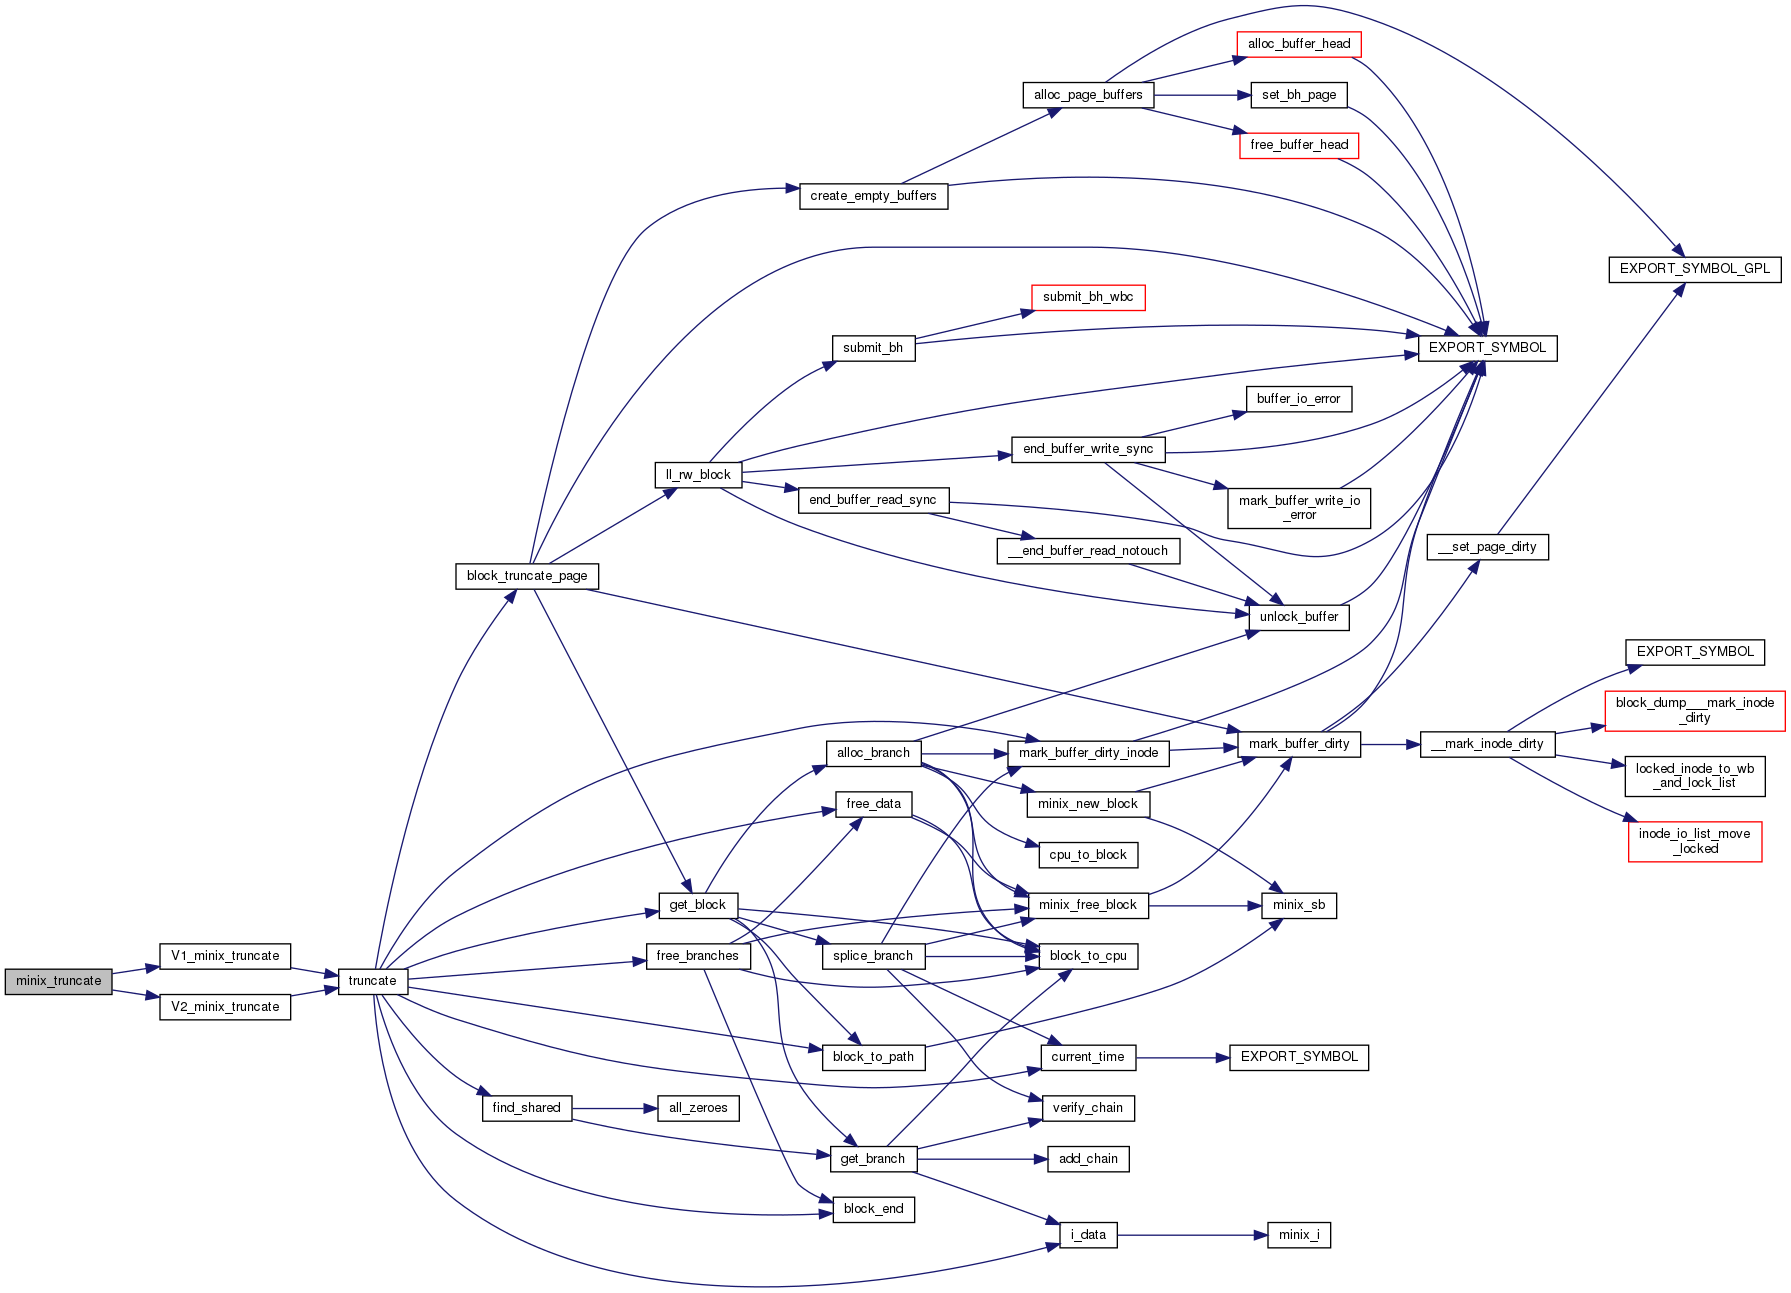 alloc_buffer_head
alloc_page_buffers
set_bh_page
free_buffer_head
create_empty_buffers
EXPORT_SYMBOL_GPL
submit_bh_wbc
submit_bh
EXPORT_SYMBOL
buffer_io_error
end_buffer_write_sync
ll_rw_block
end_buffer_read_sync
mark_buffer_write_io
_error
__end_buffer_read_notouch
__set_page_dirty
block_truncate_page
unlock_buffer
EXPORT_SYMBOL
block_dump___mark_inode
_dirty
alloc_branch
mark_buffer_dirty_inode
mark_buffer_dirty
__mark_inode_dirty
locked_inode_to_wb
_and_lock_list
free_data
minix_new_block
inode_io_list_move
_locked
cpu_to_block
get_block
minix_free_block
minix_sb
V1_minix_truncate
free_branches
splice_branch
block_to_cpu
minix_truncate
truncate
V2_minix_truncate
block_to_path
current_time
EXPORT_SYMBOL
find_shared
all_zeroes
verify_chain
get_branch
add_chain
block_end
i_data
minix_i